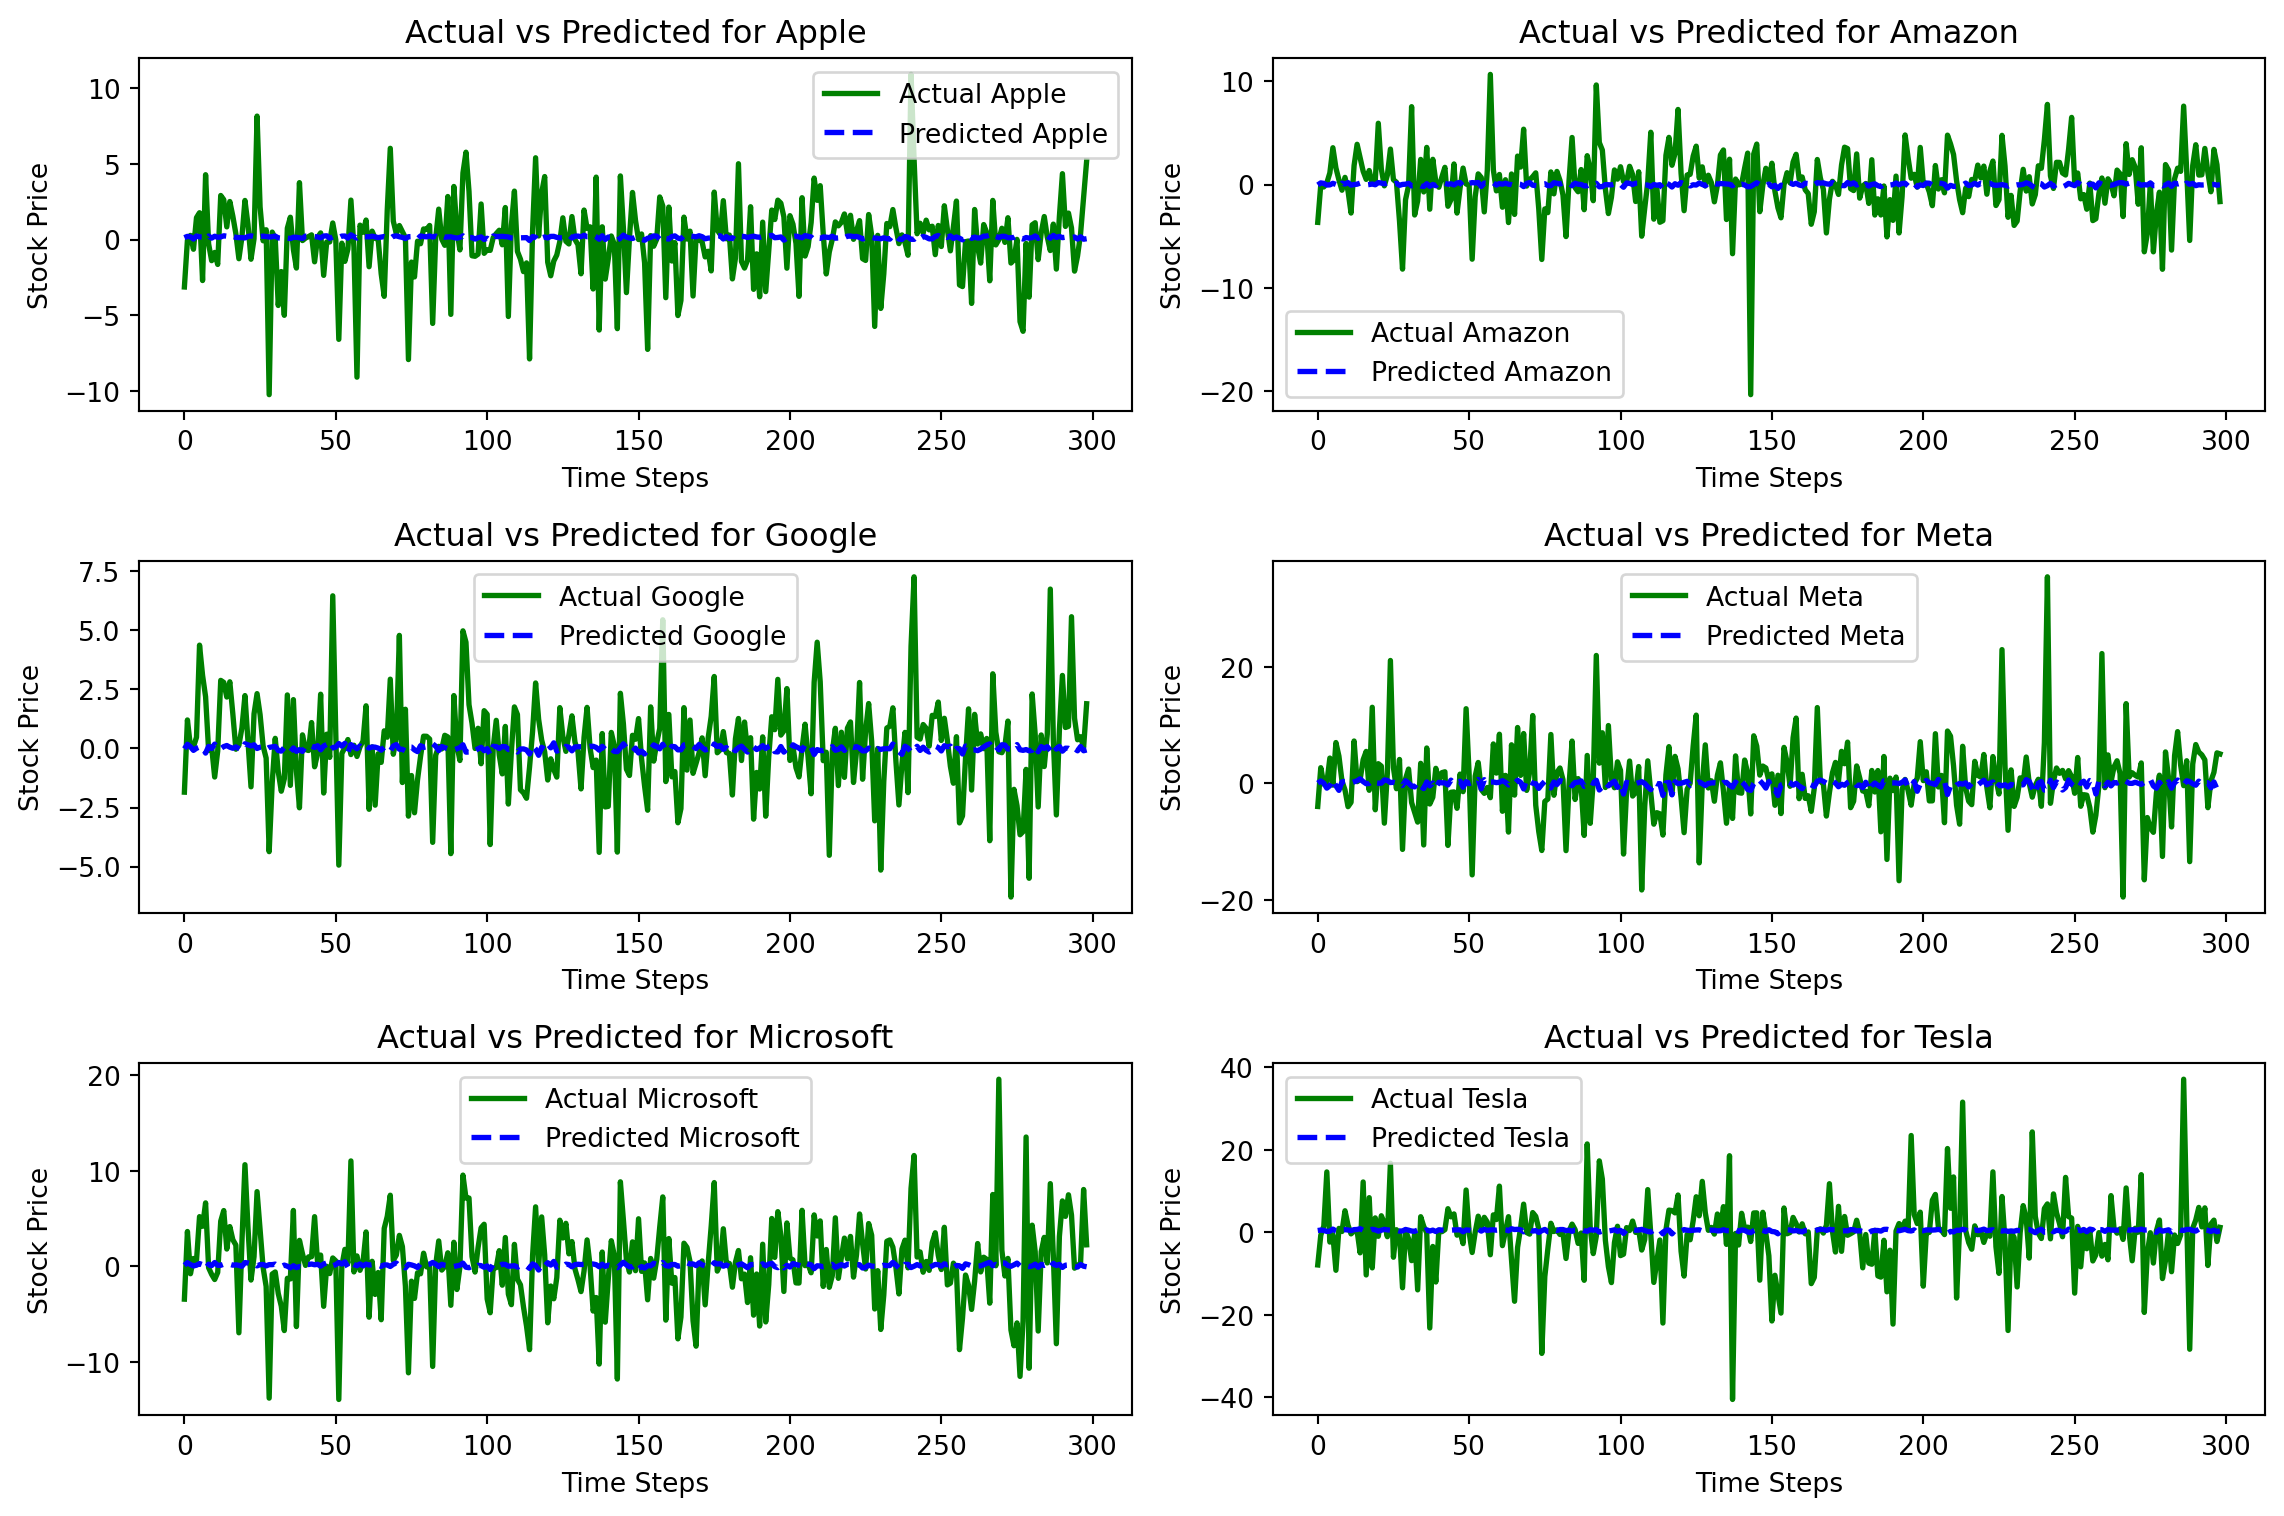 Actual vs Predicted for Apple
Stock Price
10
5
0
−5
−10
Actual Apple
Predicted Apple
0 50 100 150 200 250 300
Time Steps
Actual vs Predicted for Amazon
Stock Price
10
0
−10
−20
Actual Amazon
Predicted Amazon
0 50 100 150 200 250 300
Time Steps
Actual vs Predicted for Google
Stock Price
7.5
5.0
2.5
0.0
−2.5
−5.0
Actual Google
Predicted Google
0 50 100 150 200 250 300
Time Steps
Actual vs Predicted for Meta
Stock Price
20
0
−20
Actual Meta
Predicted Meta
0 50 100 150 200 250 300
Time Steps
Actual vs Predicted for Microsoft
Stock Price
20
10
0
−10
Actual Microsoft
Predicted Microsoft
0 50 100 150 200 250 300
Time Steps
Actual vs Predicted for Tesla
Stock Price
40
20
0
−20
−40
Actual Tesla
Predicted Tesla
0 50 100 150 200 250 300
Time Steps